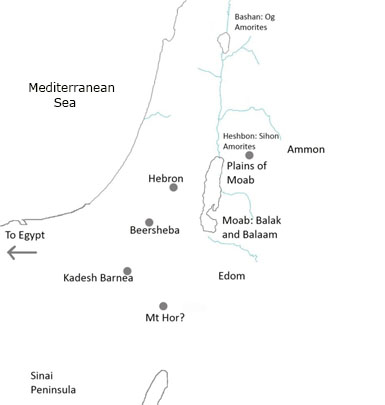 Bashan: Og
Amorites
Mediterranean
Sea
Heshbon: Sihon
Amorites
Ammon
Plains of
Moab
Hebron
Moab: Balak
and Balaam
Beersheba
To Egypt
Kadesh Barnea
Edom
Mt Hor?
Sinai
Peninsula